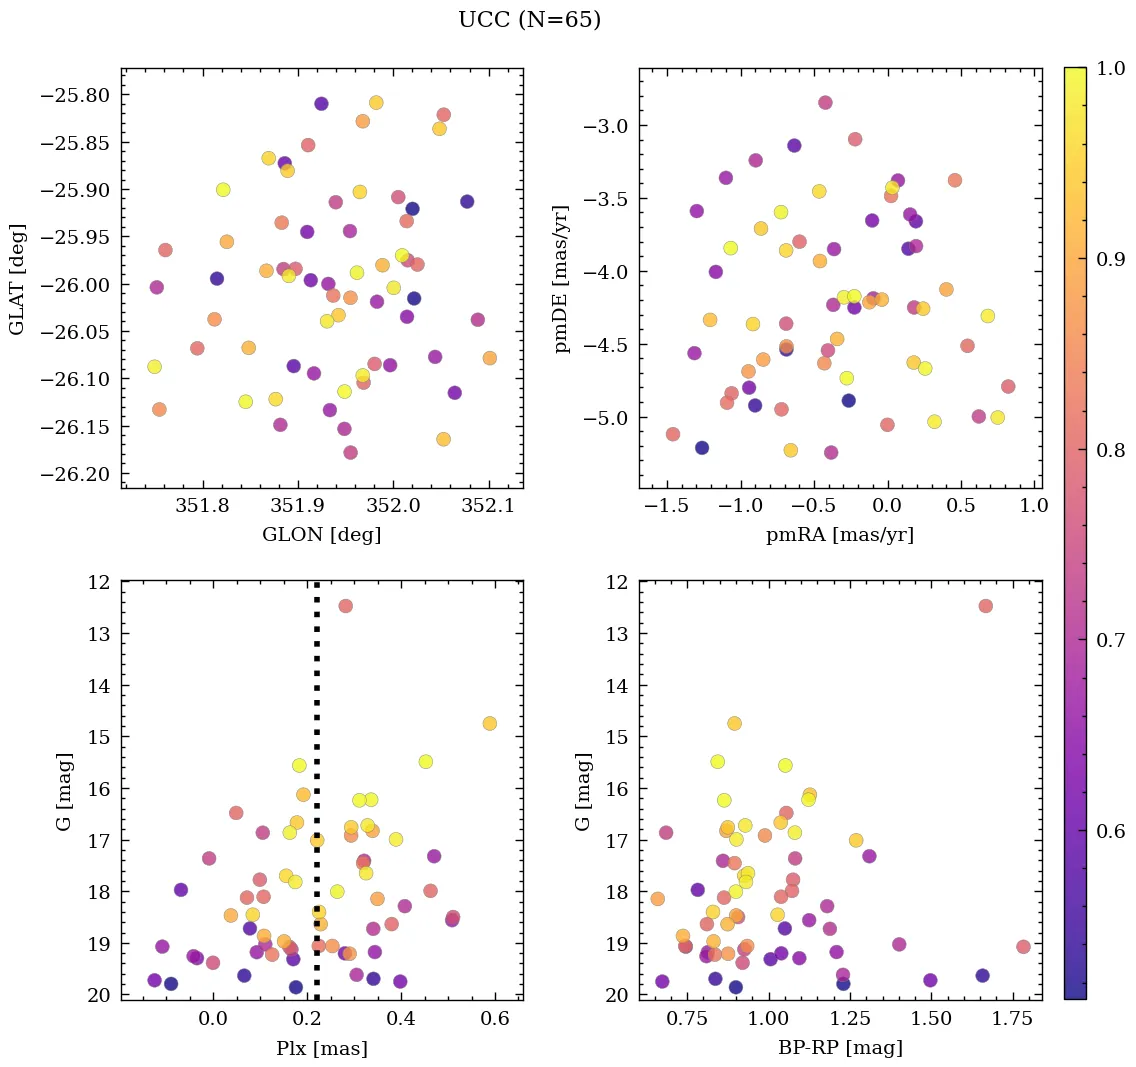 UCC (N=65)
−25.80
−25.85
−25.90
−25.95
−26.00
−26.05
−26.10
−26.15
−26.20
GLAT [deg]
351.8 351.9 352.0 352.1
GLON [deg]
−3.0
−3.5
−4.0
−4.5
−5.0
pmDE [mas/yr]
−1.5 −1.0 −0.5 0.0 0.5 1.0
pmRA [mas/yr]
12
13
14
15
16
17
18
19
20
G [mag]
0.0 0.2 0.4 0.6
Plx [mas]
12
13
14
15
16
17
18
19
20
G [mag]
0.75 1.00 1.25 1.50 1.75
BP-RP [mag]
1.0
0.9
0.8
0.7
0.6